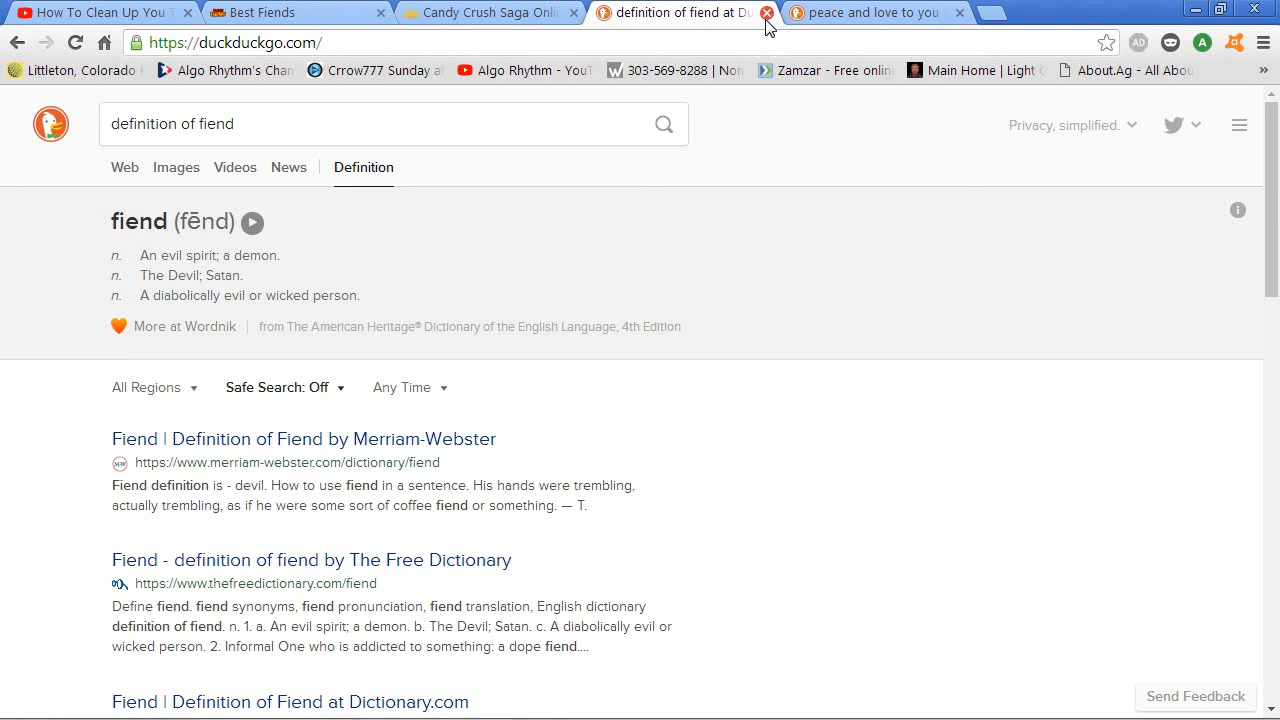 How To Clean Up You T
Best Fiends
Candy Crush Saga Onli
definition of fiend at Du
peace and love to you
https://duckduckgo.com/
AD
A
Littleton, Colorado
Algo Rhythm's Chan
Crrow777 Sunday at
Algo Rhythm - YouT
303-569-8288 | Non
Zamzar - Free onlin
Main Home | Light C
About.Ag - All Abou
»
definition of fiend
Privacy, simplified.
Web Images Videos News Definition
fiend (fēnd)
n. An evil spirit; a demon.
n. The Devil; Satan.
n. A diabolically evil or wicked person.
More at Wordnik from The American Heritage® Dictionary of the English Language, 4th Edition
All Regions Safe Search: Off Any Time
Fiend | Definition of Fiend by Merriam-Webster
https://www.merriam-webster.com/dictionary/fiend
Fiend definition is - devil. How to use fiend in a sentence. His hands were trembling,
actually trembling, as if he were some sort of coffee fiend or something. — T.
Fiend - definition of fiend by The Free Dictionary
https://www.thefreedictionary.com/fiend
Define fiend. fiend synonyms, fiend pronunciation, fiend translation, English dictionary
definition of fiend. n. 1. a. An evil spirit; a demon. b. The Devil; Satan. c. A diabolically evil or
wicked person. 2. Informal One who is addicted to something: a dope fiend....
Fiend | Definition of Fiend at Dictionary.com
Send Feedback